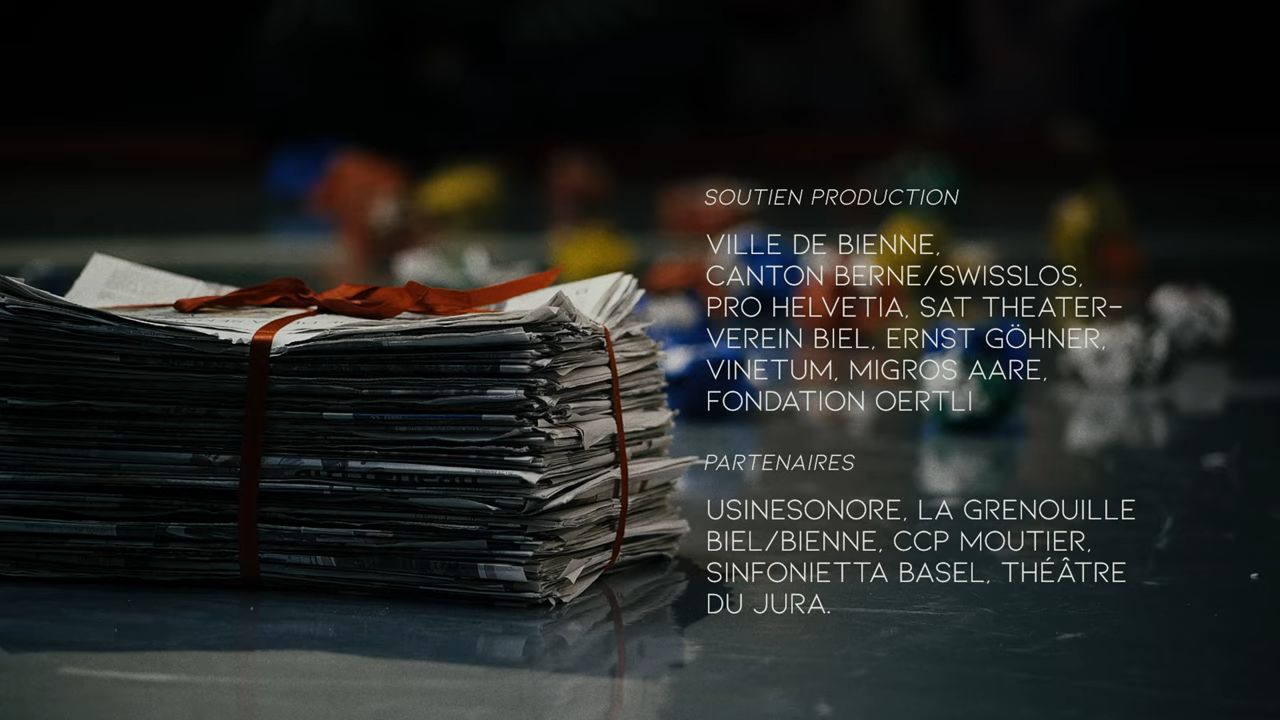 SOUTIEN PRODUCTION
VILLE DE BIENNE,
CANTON BERNE/SWISSLOS,
PRO HELVETIA, SAT THEATER-
VEREIN BIEL, ERNST GÖHNER,
VINETUM, MIGROS AARE,
FONDATION OERTLI
PARTENAIRES
USINESONORE, LA GRENOUILLE
BIEL/BIENNE, CCP MOUTIER,
SINFONIETTA BASEL, THÉÂTRE
DU JURA.